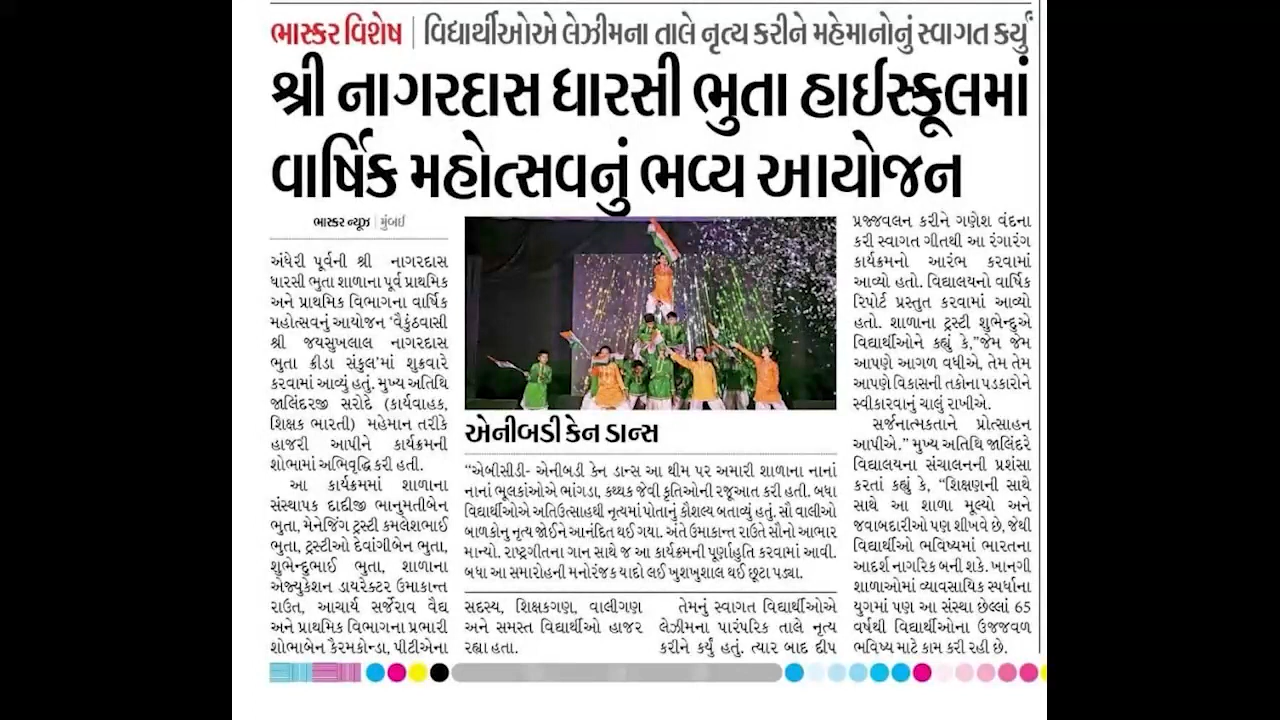 ભાસ્કર વિશેષ | વિદ્યાર્થીઓએ લેઝીમના તાલે નૃત્ય કરીને મહેમાનોનું સ્વાગત કર્યું
શ્રી નાગરદાસ ધારસી ભુતા હાઈસ્કૂલમાં
વાર્ષિક મહોત્સવનું ભવ્ય આયોજન
ભાસ્કર ન્યૂઝ | મુંબઈ
અંધેરી પૂર્વની શ્રી નાગરદાસ
ધારસી ભુતા શાળાના પૂર્વ પ્રાથમિક
અને પ્રાથમિક વિભાગના વાર્ષિક
મહોત્સવનું આયોજન 'વૈકુંઠવાસી
શ્રી જયસુખલાલ નાગરદાસ
ભુતા ક્રીડા સંકુલ'માં શુક્રવારે
કરવામાં આવ્યું હતું. મુખ્ય અતિથિ
જાલિંદરજી સરોદે (કાર્યવાહક,
શિક્ષક ભારતી) મહેમાન તરીકે
હાજરી આપીને કાર્યક્રમની
શોભામાં અભિવૃદ્ધિ કરી હતી.
આ કાર્યક્રમમાં શાળાના
સંસ્થાપક દાદીજી ભાનુમતીબેન
ભુતા, મેનેજિંગ ટ્રસ્ટી કમલેશભાઈ
ભુતા, ટ્રસ્ટીઓ દેવાંગીબેન ભુતા,
શુભેન્દુભાઈ ભુતા, શાળાના
એજ્યુકેશન ડાયરેક્ટર ઉમાકાન્ત
રાઉત, આચાર્ય સર્જેરાવ વૈદ્ય
અને પ્રાથમિક વિભાગના પ્રભારી
શોભાબેન કૈરમકોન્ડા, પીટીએના
એનીબડી કેન ડાન્સ
"એબીસીડી- એનીબડી કેન ડાન્સ આ થીમ પર અમારી શાળાના નાનાં
નાનાં ભૂલકાંઓએ ભાંગડા, કથ્થક જેવી કૃતિઓની રજૂઆત કરી હતી. બધા
વિદ્યાર્થીઓએ અતિઉત્સાહથી નૃત્યમાં પોતાનું કૌશલ્ય બતાવ્યું હતું. સૌ વાલીઓ
બાળકોનુ નૃત્ય જોઈને આનંદિત થઈ ગયા. અંતે ઉમાકાન્ત રાઉતે સૌનો આભાર
માન્યો. રાષ્ટ્રગીતના ગાન સાથે જ આ કાર્યક્રમની પૂર્ણાહુતિ કરવામાં આવી.
બધા આ સમારોહની મનોરંજક યાદો લઈ ખુશખુશાલ થઈ છૂટા પડ્યા.
સદસ્ય, શિક્ષકગણ, વાલીગણ
અને સમસ્ત વિદ્યાર્થીઓ હાજર
રહ્યા હતા.
તેમનું સ્વાગત વિદ્યાર્થીઓએ
લેઝીમના પારંપરિક તાલે નૃત્ય
કરીને કર્યું હતું. ત્યાર બાદ દીપ
પ્રજ્જવલન કરીને ગણેશ વંદના
કરી સ્વાગત ગીતથી આ રંગારંગ
કાર્યક્રમનો આરંભ કરવામાં
આવ્યો હતો. વિદ્યાલયનો વાર્ષિક
રિપોર્ટ પ્રસ્તુત કરવામાં આવ્યો
હતો. શાળાના ટ્રસ્ટી શુભેન્દુએ
વિદ્યાર્થીઓને કહ્યું કે,"જેમ જેમ
આપણે આગળ વધીએ, તેમ તેમ
આપણે વિકાસની તકોના પડકારોને
સ્વીકારવાનું ચાલું રાખીએ.
સર્જનાત્મકતાને પ્રોત્સાહન
આપીએ." મુખ્ય અતિથિ જાલિંદરે
વિદ્યાલયના સંચાલનની પ્રશંસા
કરતાં કહ્યું કે, "શિક્ષણની સાથે
સાથે આ શાળા મૂલ્યો અને
જવાબદારીઓ પણ શીખવે છે, જેથી
વિદ્યાર્થીઓ ભવિષ્યમાં ભારતના
આદર્શ નાગરિક બની શકે. ખાનગી
શાળાઓમાં વ્યાવસાયિક સ્પર્ધાના
યુગમાં પણ આ સંસ્થા છેલ્લાં 65
વર્ષથી વિદ્યાર્થીઓના ઉજજવળ
ભવિષ્ય માટે કામ કરી રહી છે.